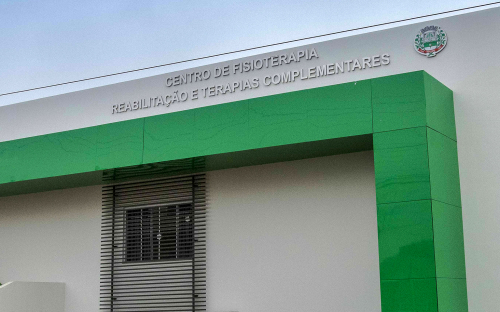 CENTRO DE FISIOTERAPIA
REABILITAÇÃO E TERAPIAS COMPLEMENTARES